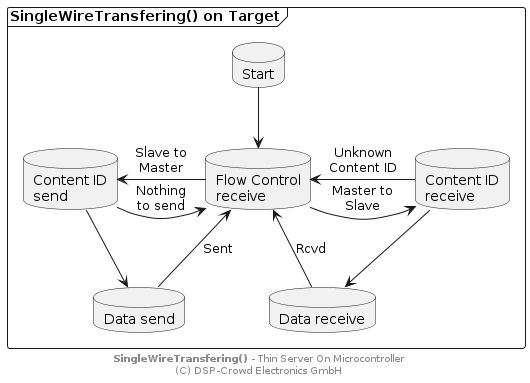 SingleWireTransfering() on Target
Start
Slave to
Master
Unknown
Content ID
Content ID
send
Flow Control
receive
Content ID
receive
Nothing
to send
Master to
Slave
Sent
Rcvd
Data send
Data receive
SingleWireTransfering() - Thin Server On Microcontroller
(C) DSP-Crowd Electronics GmbH